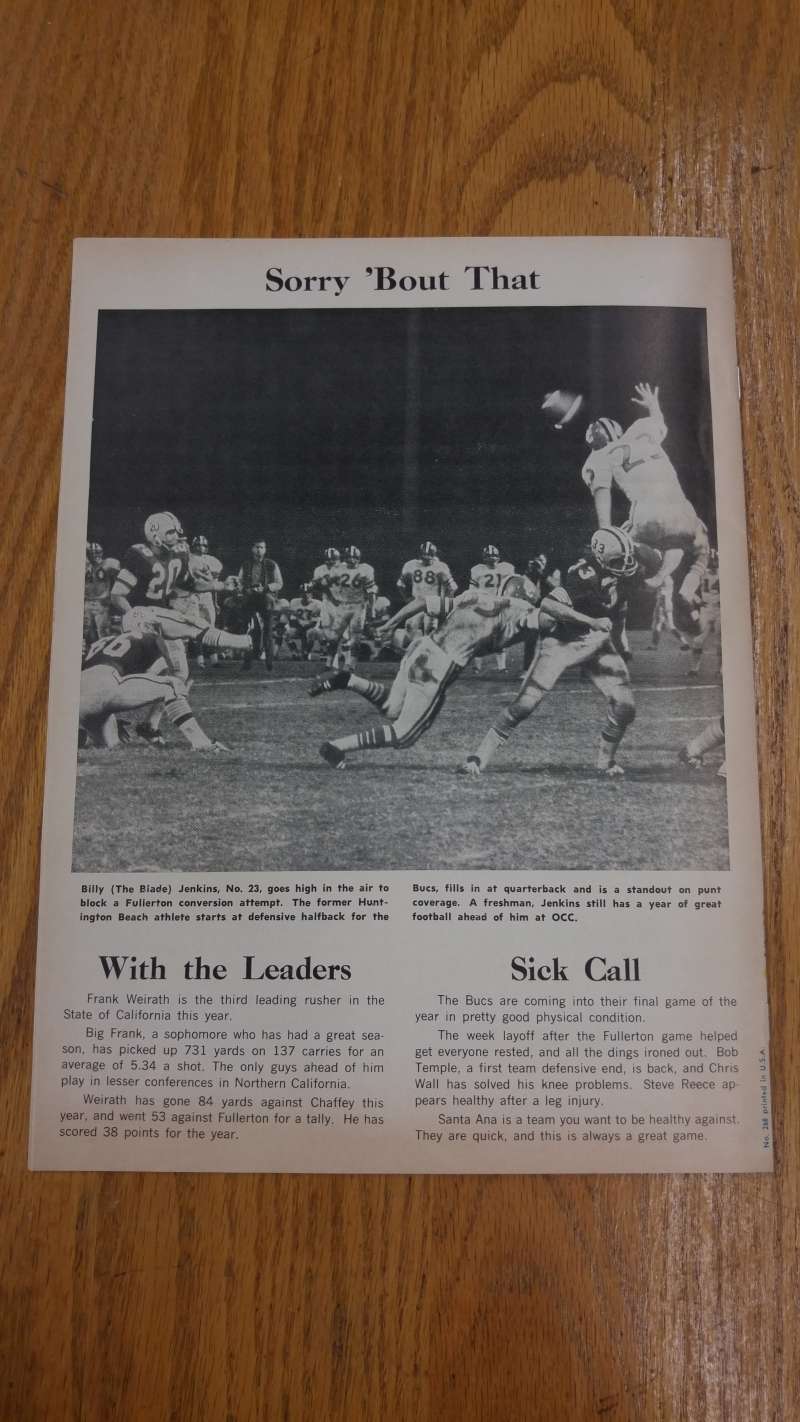 Sorry 'Bout That
20
26
88
21
22
83
Billy (The Blade) Jenkins, No. 23, goes high in the air to
block a Fullerton conversion attempt. The former Hunt-
ington Beach athlete starts at defensive halfback for the
Bucs, fills in at quarterback and is a standout on punt
coverage. A freshman, Jenkins still has a year of great
football ahead of him at OCC.
With the Leaders
Frank Weirath is the third leading rusher in the
State of California this year.
Big Frank, a sophomore who has had a great sea-
son, has picked up 731 yards on 137 carries for an
average of 5.34 a shot. The only guys ahead of him
play in lesser conferences in Northern California.
Weirath has gone 84 yards against Chaffey this
year, and went 53 against Fullerton for a tally. He has
scored 38 points for the year.
Sick Call
The Bucs are coming into their final game of the
year in pretty good physical condition.
The week layoff after the Fullerton game helped
get everyone rested, and all the dings ironed out. Bob
Temple, a first team defensive end, is back, and Chris
Wall has solved his knee problems. Steve Reece ap-
pears healthy after a leg injury.
Santa Ana is a team you want to be healthy against.
They are quick, and this is always a great game.
No. 268 printed in U.S.A.